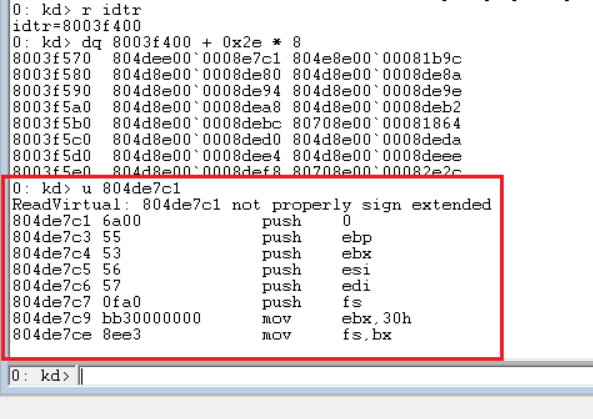 0: kd> r idtr
idtr=8003f400
0: kd> dq 8003f400 + 0x2e * 8
8003f570  804dee00`0008e7c1 804e8e00`00081b9c
8003f580  804d8e00`0008de80 804d8e00`0008de8a
8003f590  804d8e00`0008de94 804d8e00`0008de9e
8003f5a0  804d8e00`0008dea8 804d8e00`0008deb2
8003f5b0  804d8e00`0008debc 80708e00`00081864
8003f5c0  804d8e00`0008ded0 804d8e00`0008deda
8003f5d0  804d8e00`0008dee4 804d8e00`0008deee
8003f5e0  804d8e00`0008def8 80708e00`00082e2c
0: kd> u 804de7c1
ReadVirtual: 804de7c1 not properly sign extended
804de7c1 6a00            push    0
804de7c3 55              push    ebp
804de7c4 53              push    ebx
804de7c5 56              push    esi
804de7c6 57              push    edi
804de7c7 0fa0            push    fs
804de7c9 bb30000000      mov     ebx,30h
804de7ce 8ee3            mov     fs,bx
0: kd>